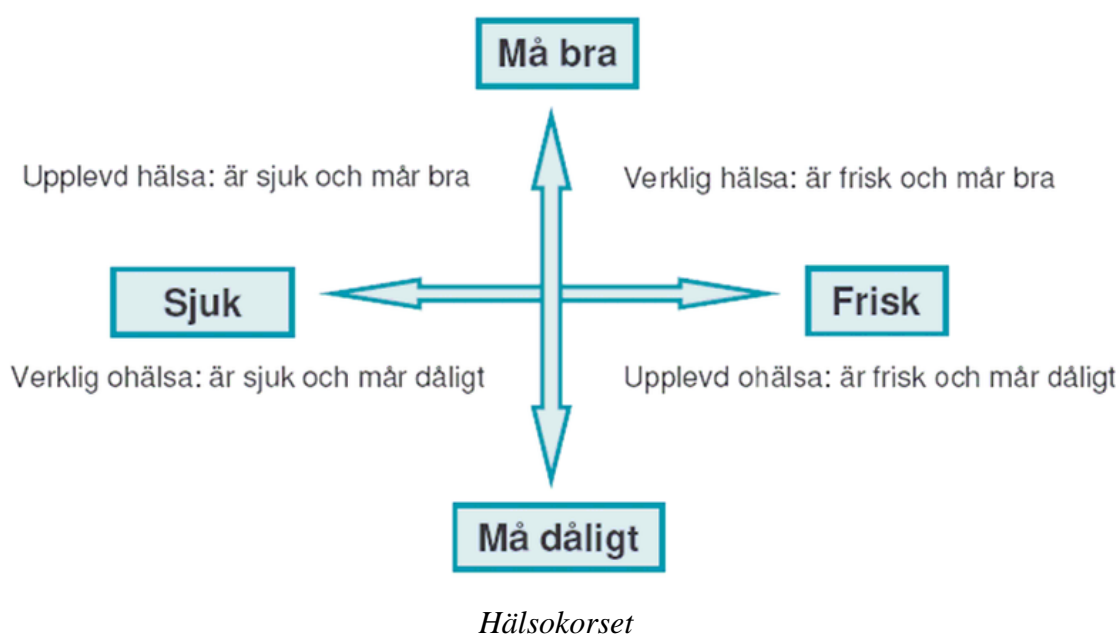 Må bra
Upplevd hälsa: är sjuk och mår bra
Verklig hälsa: är frisk och mår bra
Sjuk
Frisk
Verklig ohälsa: är sjuk och mår dåligt
Upplevd ohälsa: är frisk och mår dåligt
Må dåligt
Hälsokorset